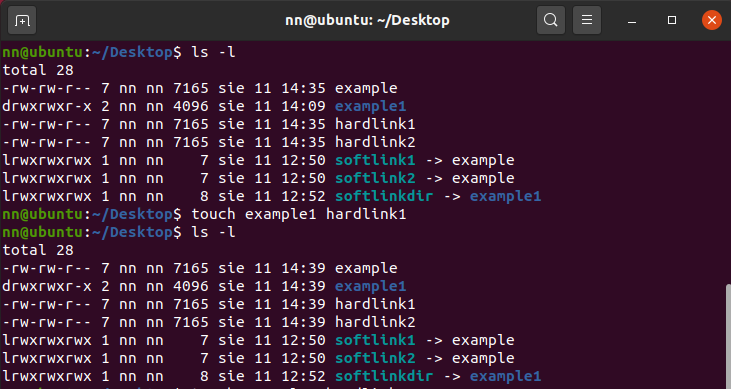 nn@ubuntu: ~/Desktop
nn@ubuntu:~/Desktop$ ls -l
total 28
-rw-rw-r-- 7 nn nn 7165 sie 11 14:35 example
drwxrwxr-x 2 nn nn 4096 sie 11 14:09 example1
-rw-rw-r-- 7 nn nn 7165 sie 11 14:35 hardlink1
-rw-rw-r-- 7 nn nn 7165 sie 11 14:35 hardlink2
lrwxrwxrwx 1 nn nn    7 sie 11 12:50 softlink1 -> example
lrwxrwxrwx 1 nn nn    7 sie 11 12:50 softlink2 -> example
lrwxrwxrwx 1 nn nn    8 sie 11 12:52 softlinkdir -> example1
nn@ubuntu:~/Desktop$ touch example1 hardlink1
nn@ubuntu:~/Desktop$ ls -l
total 28
-rw-rw-r-- 7 nn nn 7165 sie 11 14:39 example
drwxrwxr-x 2 nn nn 4096 sie 11 14:39 example1
-rw-rw-r-- 7 nn nn 7165 sie 11 14:39 hardlink1
-rw-rw-r-- 7 nn nn 7165 sie 11 14:39 hardlink2
lrwxrwxrwx 1 nn nn    7 sie 11 12:50 softlink1 -> example
lrwxrwxrwx 1 nn nn    7 sie 11 12:50 softlink2 -> example
lrwxrwxrwx 1 nn nn    8 sie 11 12:52 softlinkdir -> example1